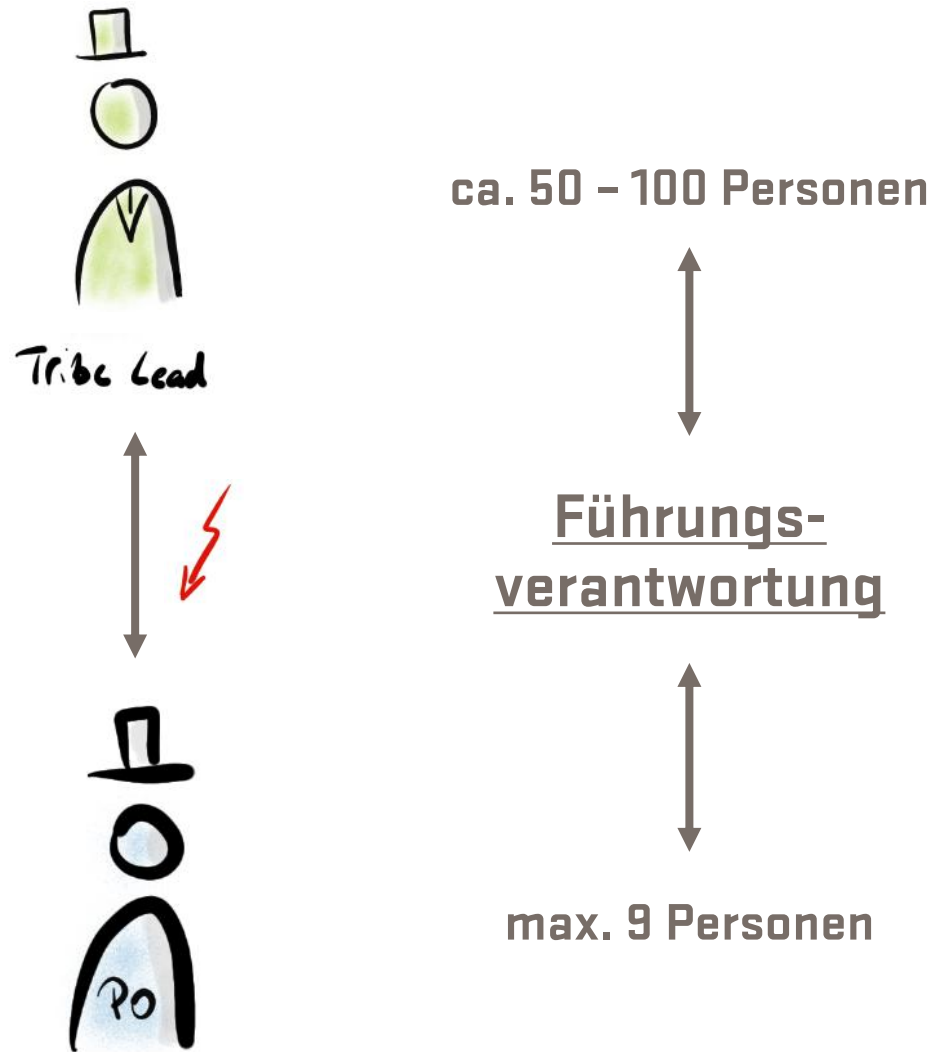 ca. 50 – 100 Personen
Tribe Lead
Führungs-
verantwortung
max. 9 Personen
PO